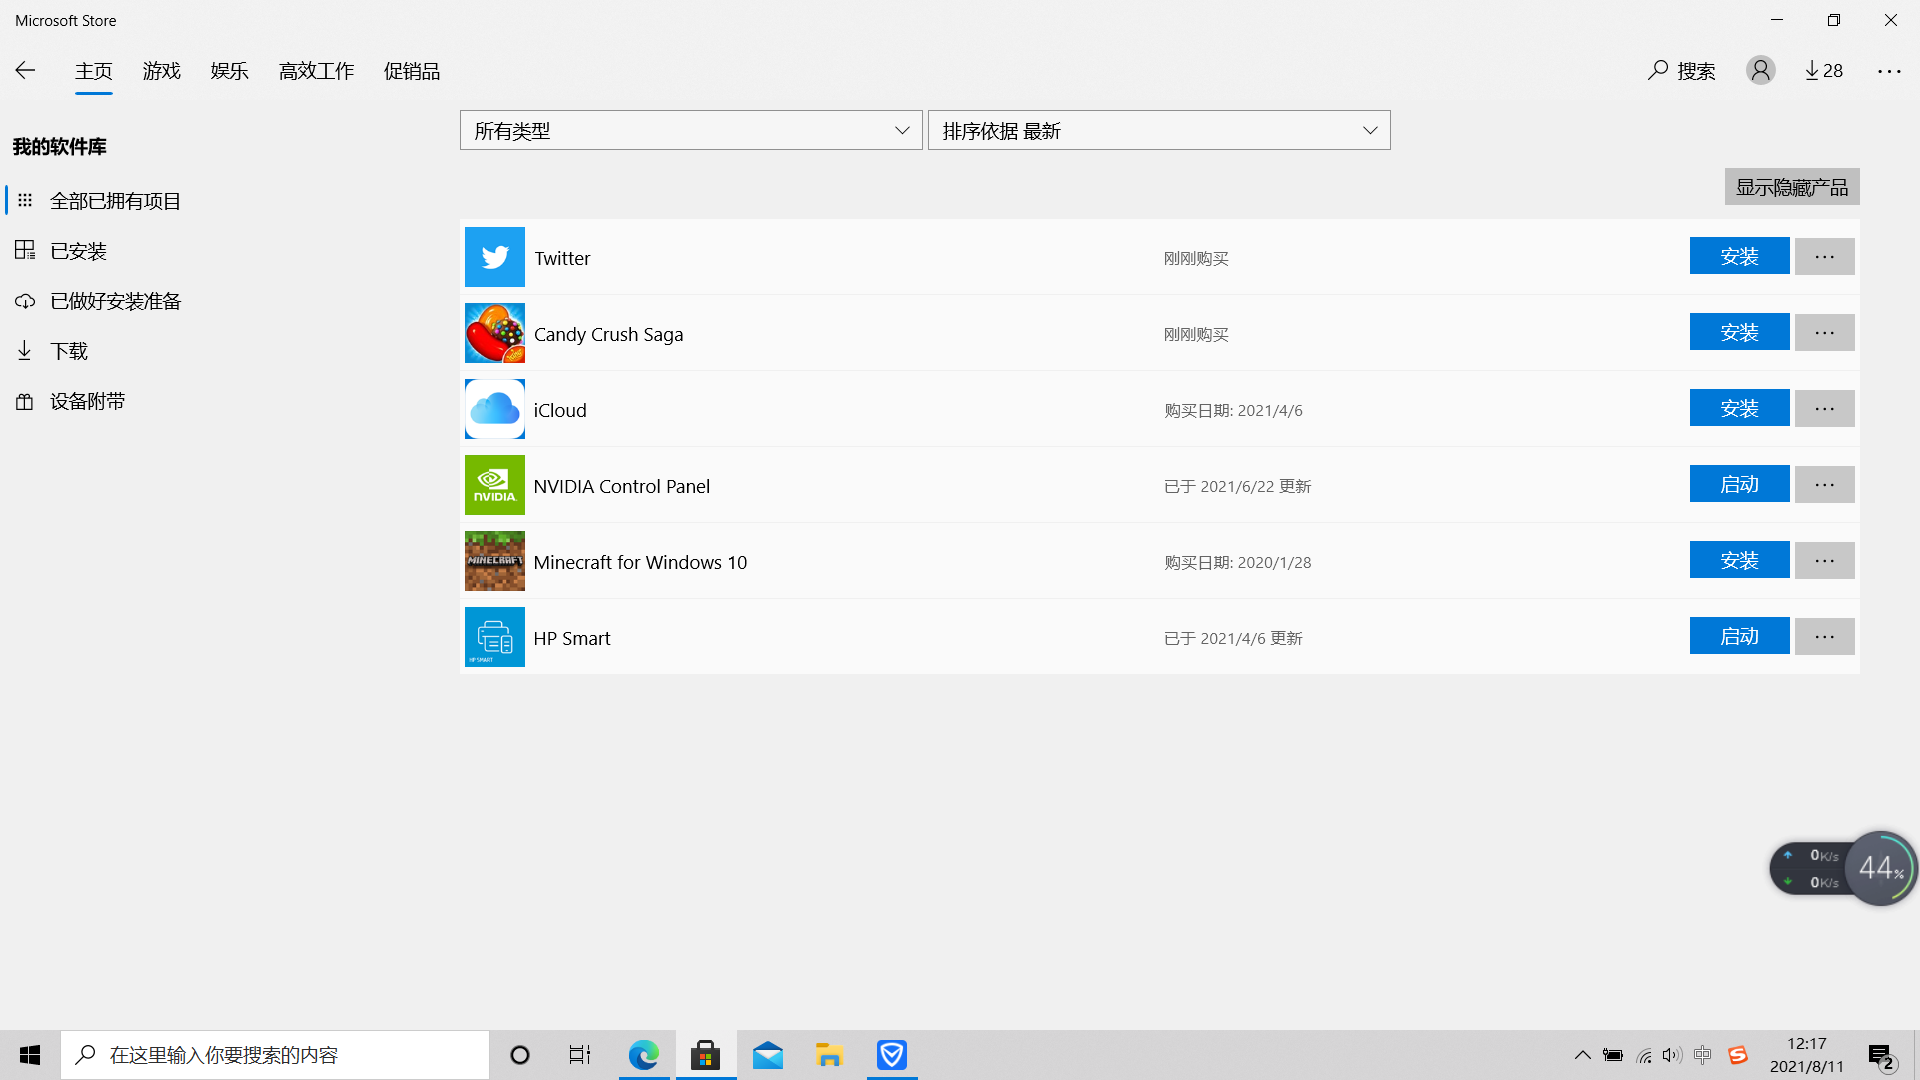 Microsoft Store
主页 游戏 娱乐 高效工作 促销品 搜索 28
我的软件库
全部已拥有项目
已安装
已做好安装准备
下载
设备附带
所有类型 排序依据 最新
显示隐藏产品
Twitter 刚刚购买 安装
Candy Crush Saga 刚刚购买 安装
iCloud 购买日期: 2021/4/6 安装
NVIDIA
NVIDIA Control Panel 已于 2021/6/22 更新 启动
MINECRAFT
Minecraft for Windows 10 购买日期: 2020/1/28 安装
HP Smart 已于 2021/4/6 更新 启动
HP SMART
0K/s
0K/s
44%
在这里输入你要搜索的内容
中
12:17
2021/8/11
2